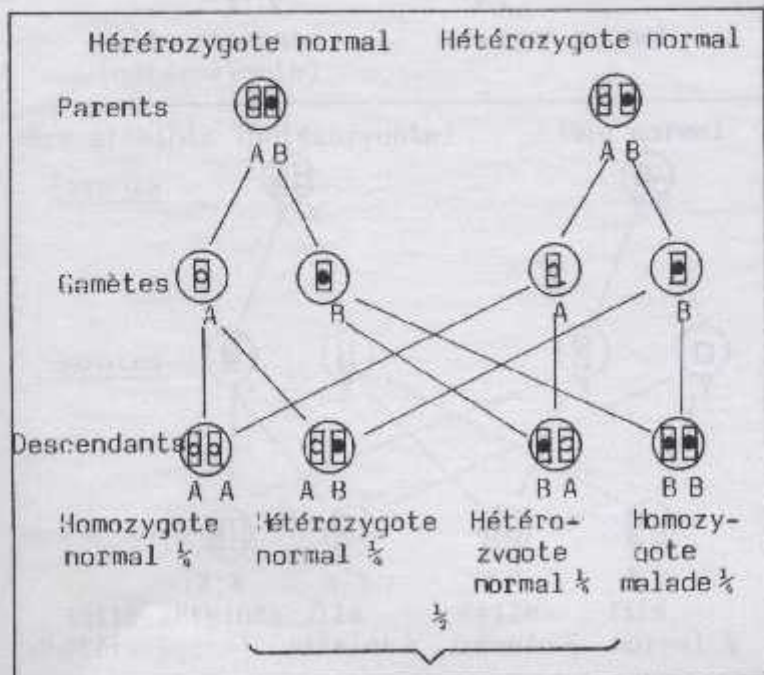 Hérérozygote normal Hétérozygote normal
Parents
A B A B
Gamètes
A B A B
Descendants
A A A B B A B B
Homozygote Hétérozygote Hétéro- Homozy-
normal ¼ normal ¼ zygote gote
normal ¼ malade ¼
½